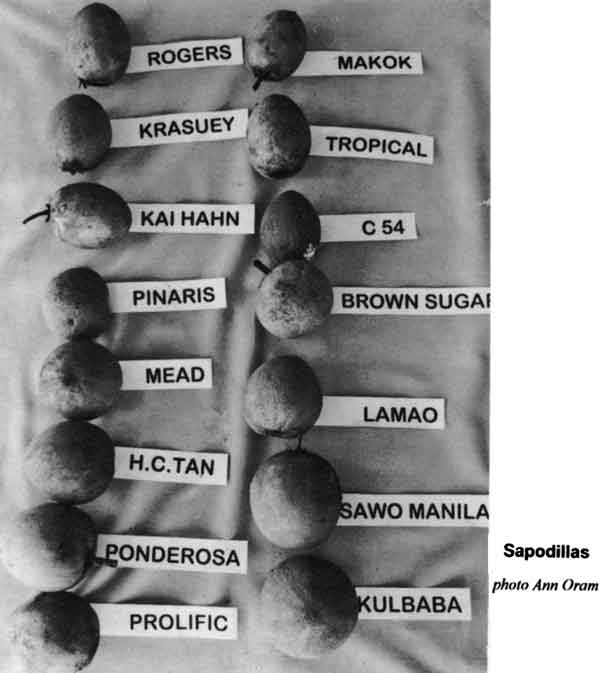 ROGERS
MAKOK
KRASUEY
TROPICAL
KAI HAHN
C 54
PINARIS
BROWN SUGAR
MEAD
LAMAO
H.C.TAN
SAWO MANILA
PONDEROSA
KULBABA
PROLIFIC
Sapodillas
photo Ann Oram